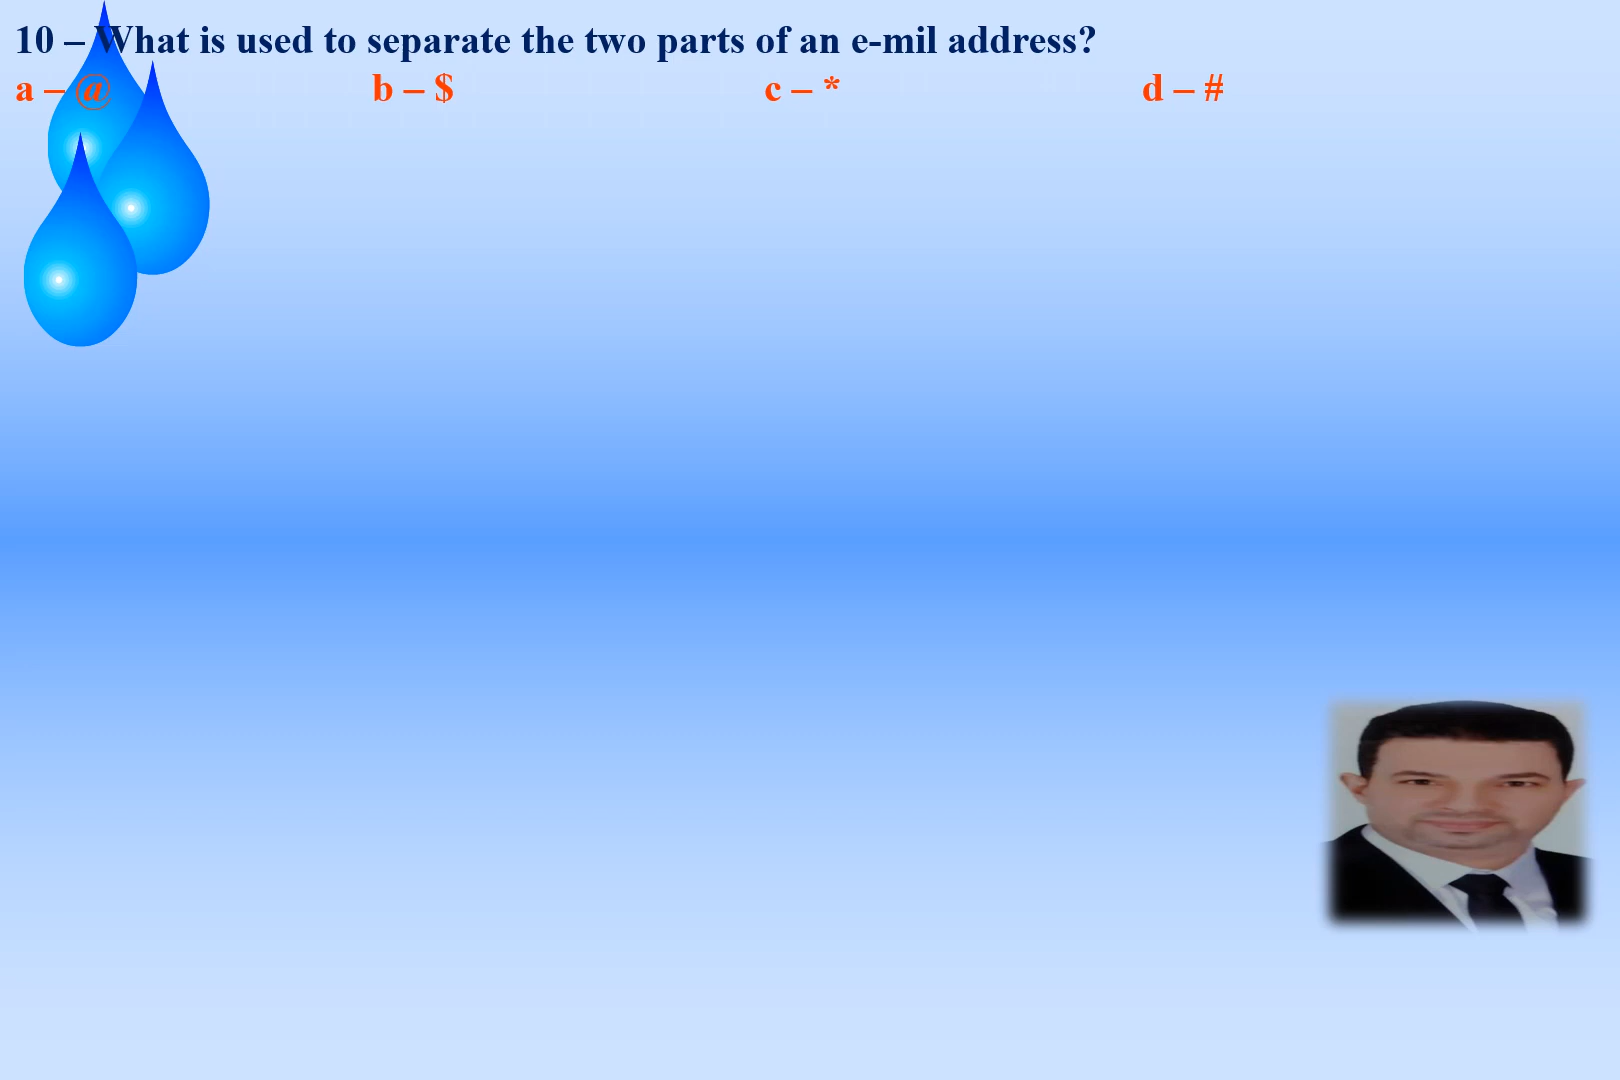 10 – What is used to separate the two parts of an e-mil address?
a – @ b – $ c – * d – #